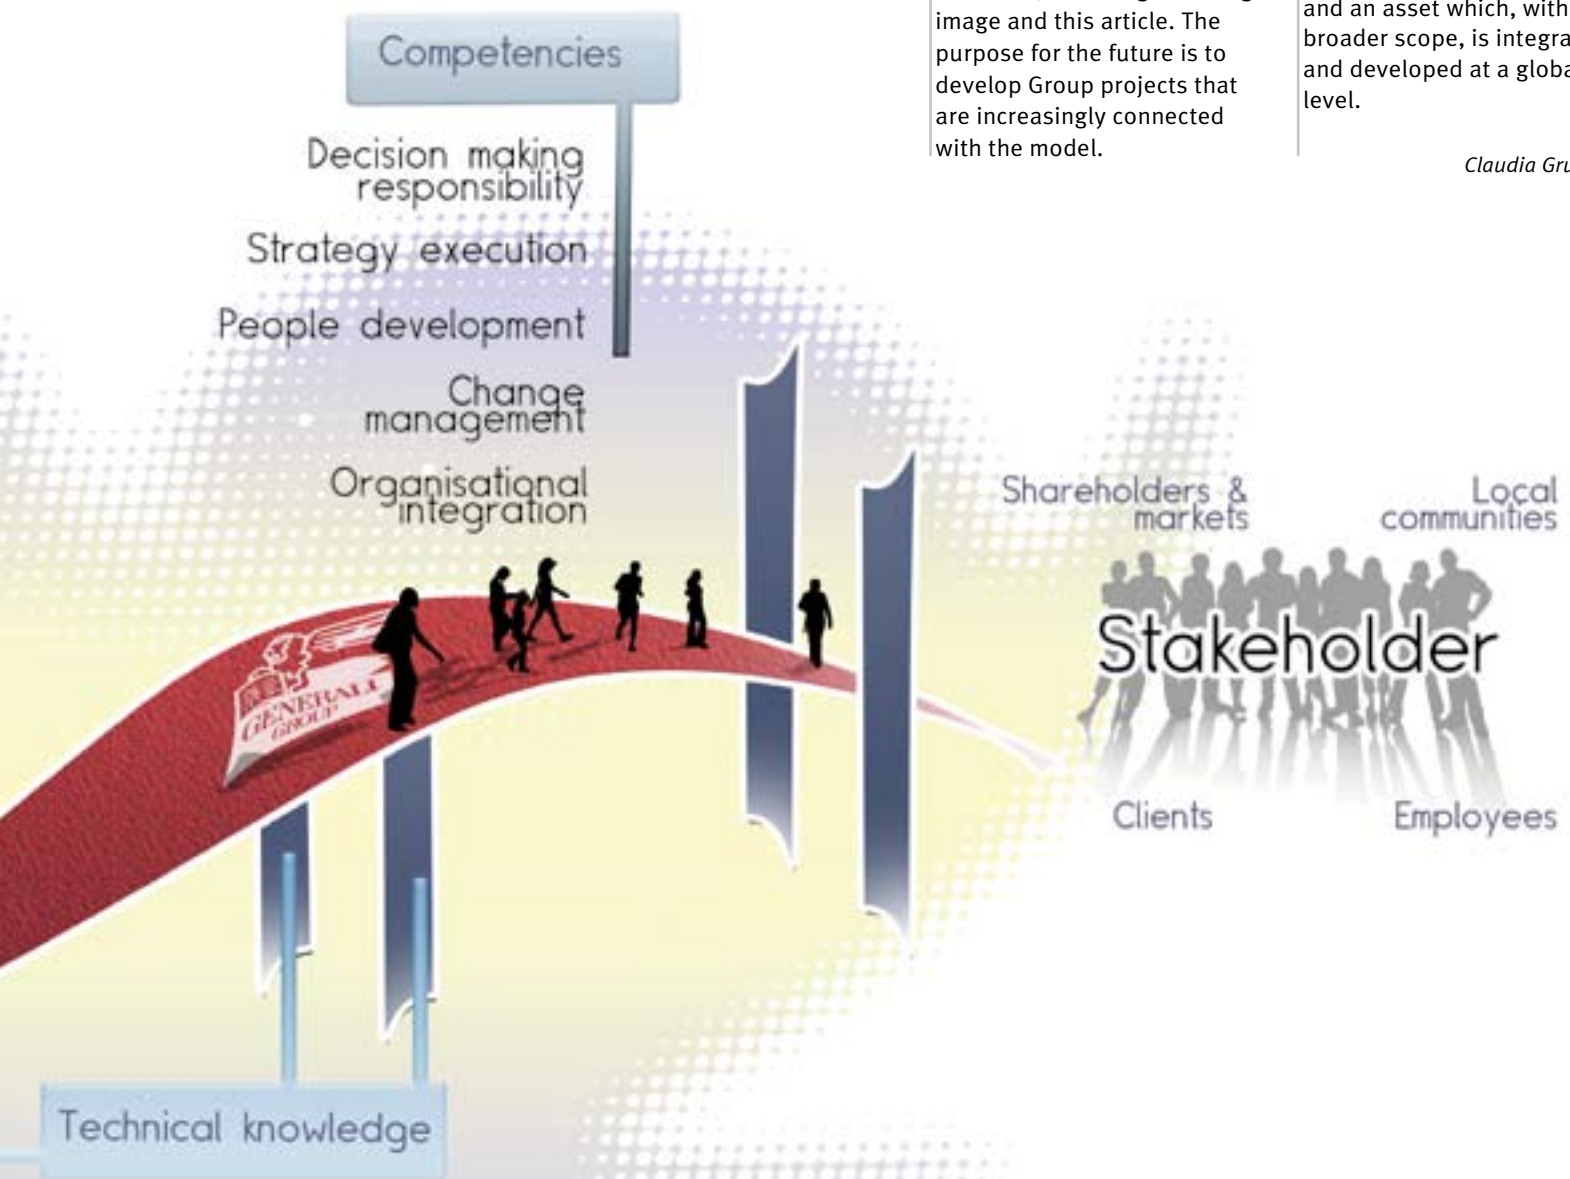 Competencies
Decision making
responsibility
Strategy execution
People development
Change
management
Organisational
integration
image and this article. The
purpose for the future is to
develop Group projects that
are increasingly connected
with the model.
and an asset which, with
broader scope, is
and developed at a
level.
Claudia
Shareholders &
markets
Local
communities
Stakeholder
Clients
Employees
GENERALI
GROUP
Technical knowledge